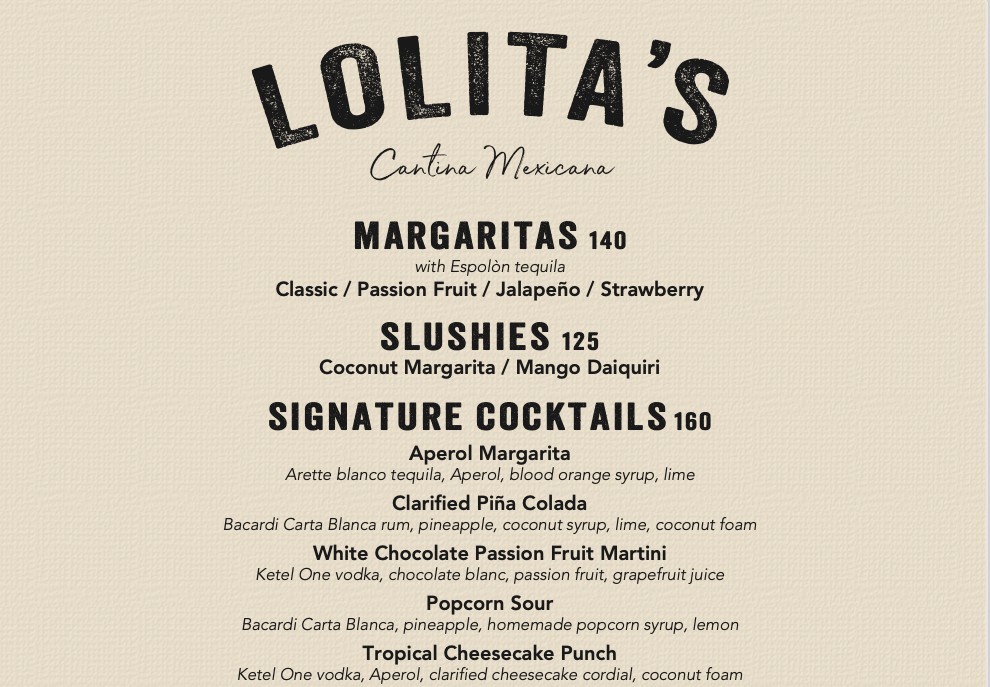 LOLITA'S
Cantina Mexicana
MARGARITAS 140
with Espolòn tequila
Classic / Passion Fruit / Jalapeño / Strawberry
SLUSHIES 125
Coconut Margarita / Mango Daiquiri
SIGNATURE COCKTAILS 160
Aperol Margarita
Arette blanco tequila, Aperol, blood orange syrup, lime
Clarified Piña Colada
Bacardi Carta Blanca rum, pineapple, coconut syrup, lime, coconut foam
White Chocolate Passion Fruit Martini
Ketel One vodka, chocolate blanc, passion fruit, grapefruit juice
Popcorn Sour
Bacardi Carta Blanca, pineapple, homemade popcorn syrup, lemon
Tropical Cheesecake Punch
Ketel One vodka, Aperol, clarified cheesecake cordial, coconut foam